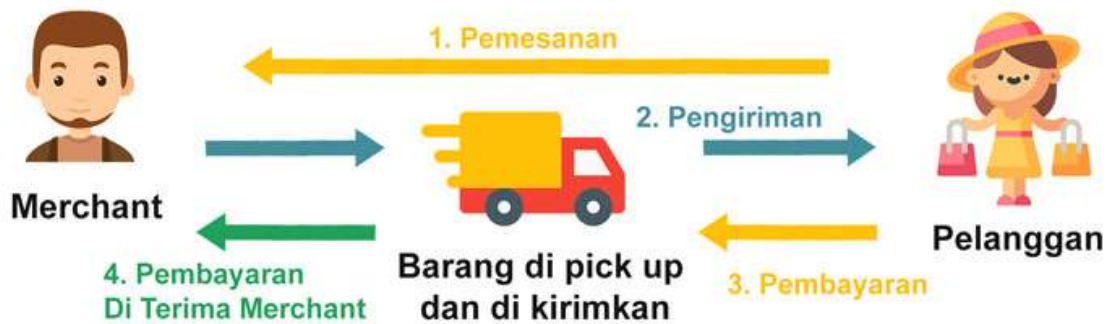 1. Pemesanan
2. Pengiriman
Merchant
Pelanggan
4. Pembayaran
Di Terima Merchant
Barang di pick up
dan di kirimkan
3. Pembayaran